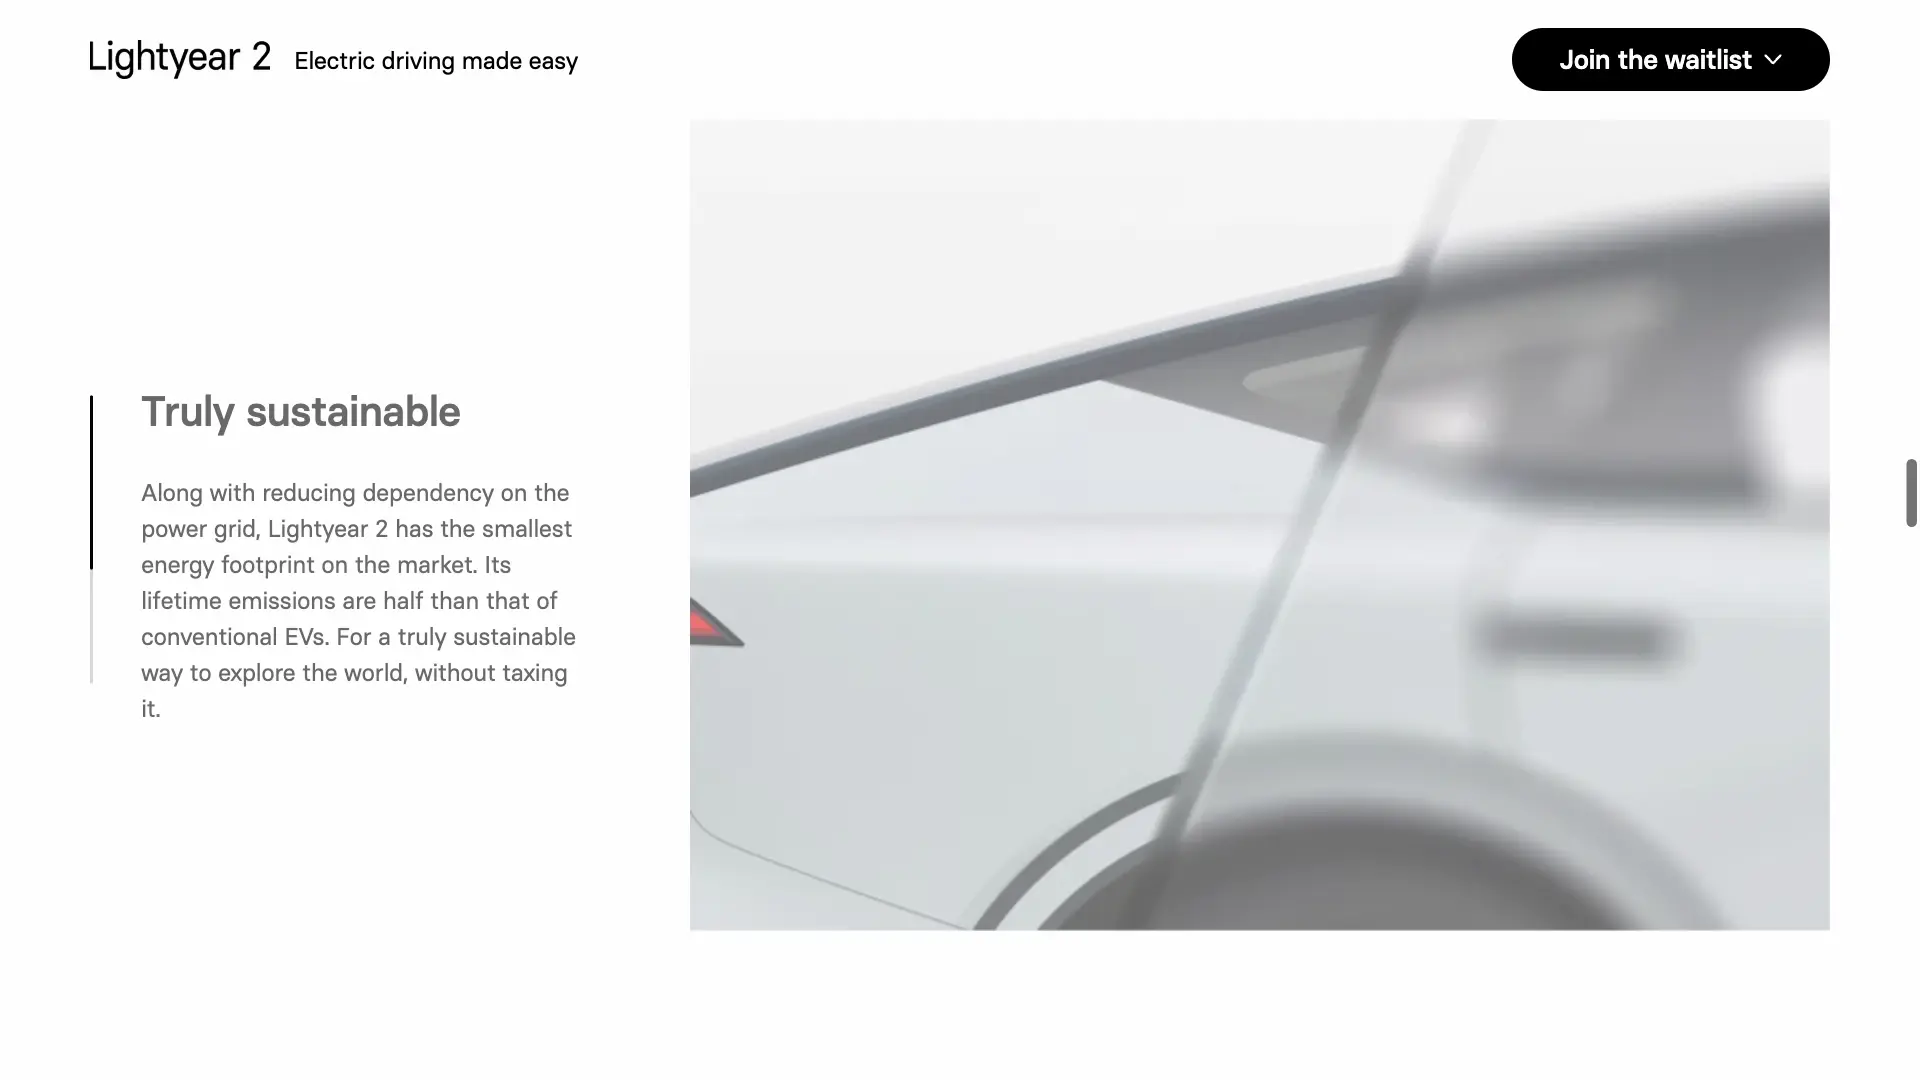 Lightyear 2 Electric driving made easy
Join the waitlist
Truly sustainable
Along with reducing dependency on the
power grid, Lightyear 2 has the smallest
energy footprint on the market. Its
lifetime emissions are half than that of
conventional EVs. For a truly sustainable
way to explore the world, without taxing
it.